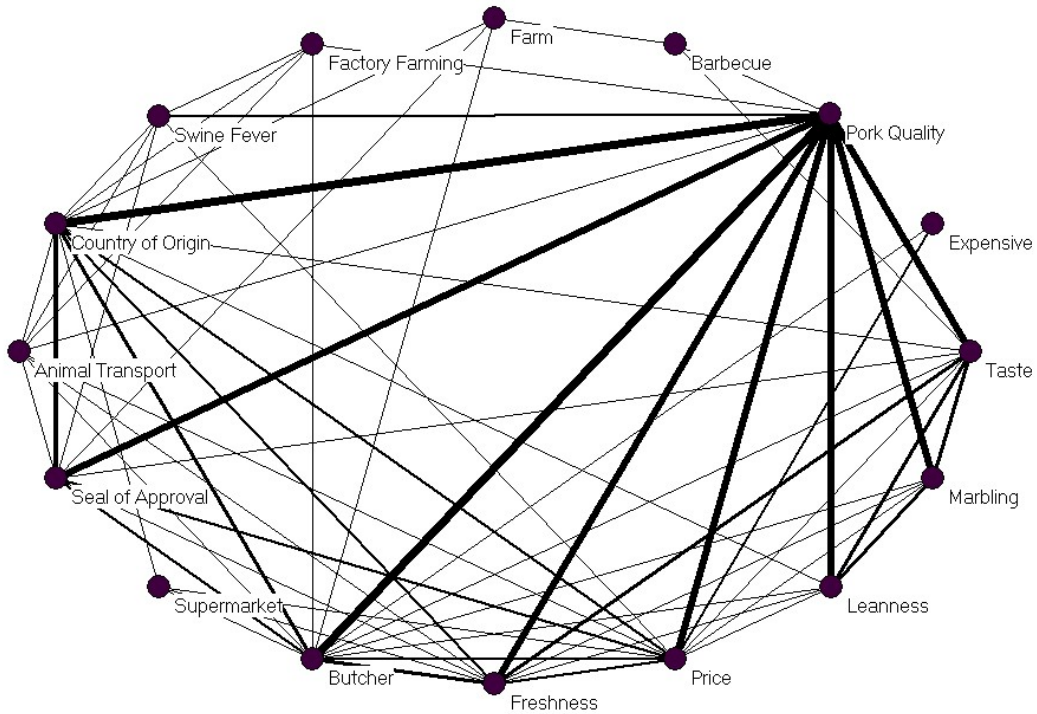 Farm
Factory Farming
Barbecue
Swine Fever
Pork Quality
Country of Origin
Expensive
Animal Transport
Taste
Seal of Approval
Marbling
Supermarket
Leanness
Butcher
Price
Freshness